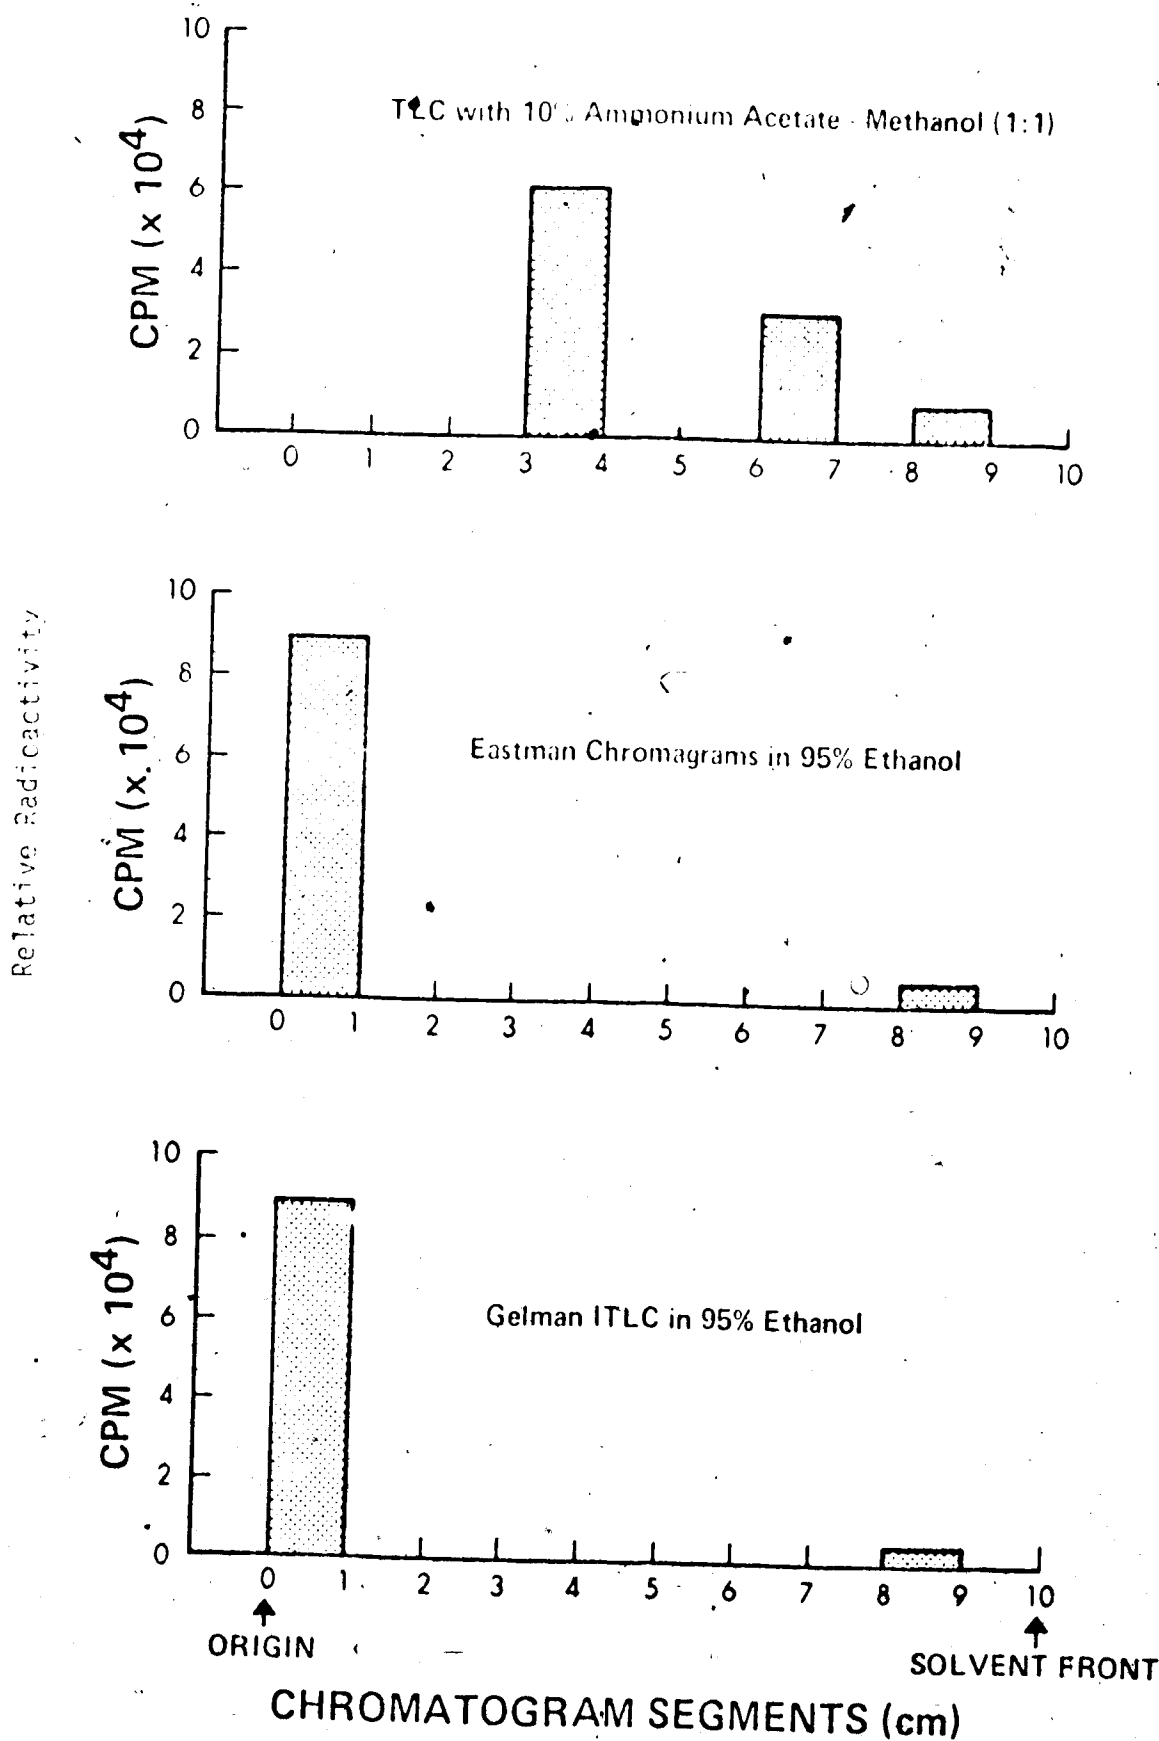 10
8
6
4
2
0
CPM (x 10⁴)
TLC with 10% Ammonium Acetate - Methanol (1:1)
0 1 2 3 4 5 6 7 8 9 10
Relative Radioactivity
10
8
6
4
2
0
CPM (x 10⁴)
Eastman Chromagrams in 95% Ethanol
0 1 2 3 4 5 6 7 8 9 10
10
8
6
4
2
0
CPM (x 10⁴)
Gelman ITLC in 95% Ethanol
0 1 2 3 4 5 6 7 8 9 10
ORIGIN
SOLVENT FRONT
CHROMATOGRAM SEGMENTS (cm)